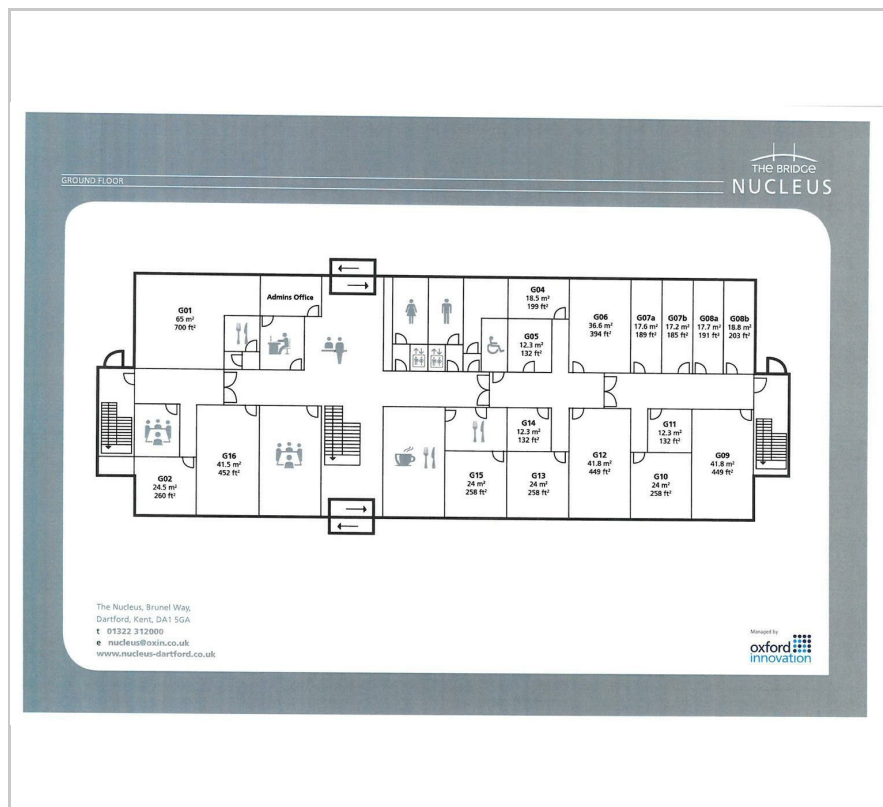 GROUND FLOOR
THE BRIDGE
NUCLEUS
G01
65 m²
700 ft²
Admins Office
G04
18.5 m²
199 ft²
G05
12.3 m²
132 ft²
G06
36.6 m²
394 ft²
G07a
17.6 m²
189 ft²
G07b
17.2 m²
185 ft²
G08a
17.7 m²
191 ft²
G08b
18.8 m²
203 ft²
G02
24.5 m²
260 ft²
G16
41.5 m²
452 ft²
G15
24 m²
258 ft²
G14
12.3 m²
132 ft²
G13
24 m²
258 ft²
G12
41.8 m²
449 ft²
G11
12.3 m²
132 ft²
G10
24 m²
258 ft²
G09
41.8 m²
449 ft²
The Nucleus, Brunel Way,
Dartford, Kent, DA1 5GA
t 01322 312000
e nucleus@oxin.co.uk
www.nucleus-dartford.co.uk
Managed by
oxford
innovation